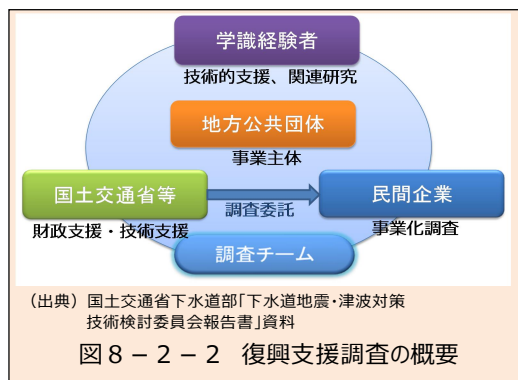 学識経験者
技術的支援、関連研究
地方公共団体
事業主体
国土交通省等
調査委託
民間企業
財政支援・技術支援
事業化調査
調査チーム
（出典）国土交通省下水道部「下水道地震・津波対策
技術検討委員会報告書」資料
図８－２－２　復興支援調査の概要